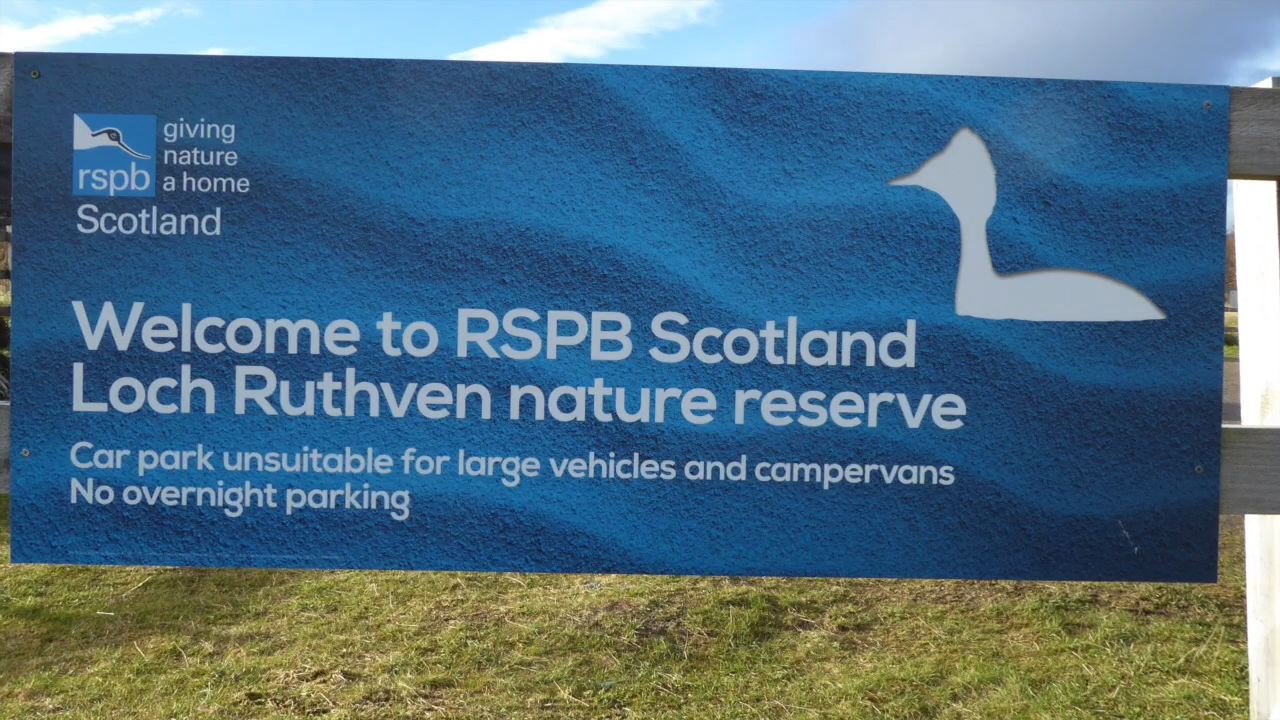 giving
nature
a home
rspb
Scotland
Welcome to RSPB Scotland
Loch Ruthven nature reserve
Car park unsuitable for large vehicles and campervans
No overnight parking